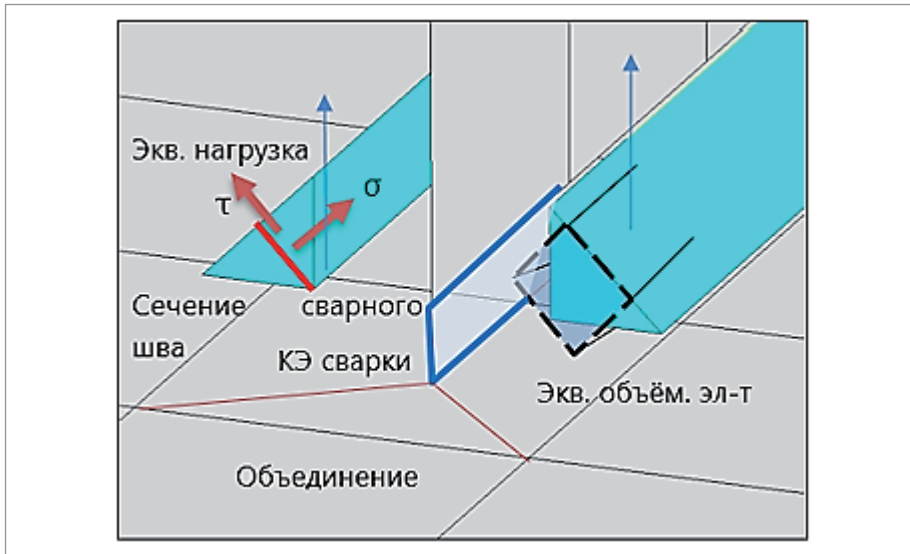 Экв. нагрузка
τ
σ
Сечение сварного
шва
КЭ сварки
Экв. объём. эл-т
Объединение